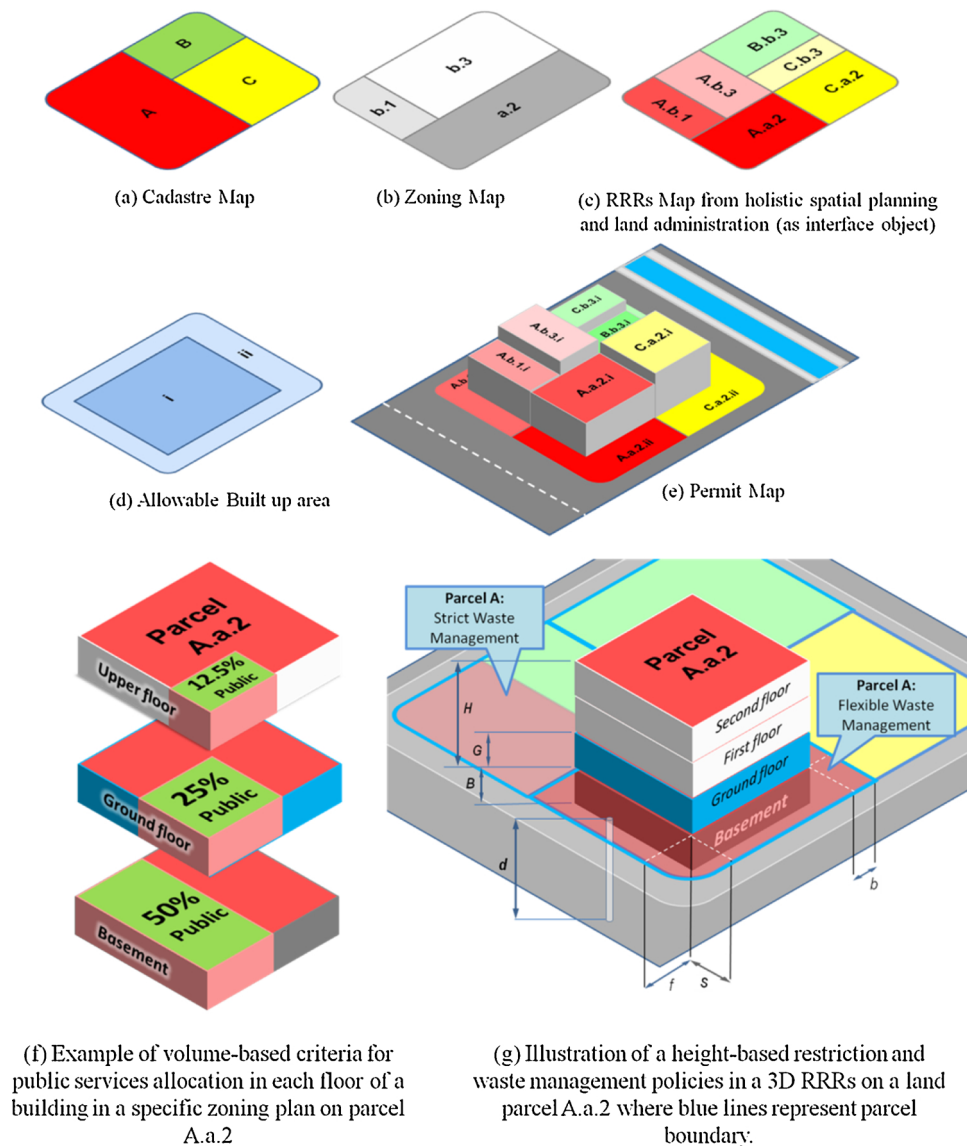 B
A
C
(a) Cadastre Map
b.3
b.1
a.2
(b) Zoning Map
B.b.3
C.b.3
A.b.3
C.a.2
A.b.1
A.a.2
(c) RRRs Map from holistic spatial planning
and land administration (as interface object)
ii
i
(d) Allowable Built up area
C.b.3.i
B.b.3.i
A.b.3.i
C.a.2.i
A.b.1.i
A.b.
A.a.2.i
C.a.2.ii
A.a.2.ii
(e) Permit Map
Parcel
A.a.2
12.5%
Public
Upper floor
25%
Public
Ground floor
50%
Public
Basement
(f) Example of volume-based criteria for
public services allocation in each floor of a
building in a specific zoning plan on parcel
A.a.2
Parcel A:
Strict Waste
Management
Parcel
A.a.2
Parcel A:
Flexible Waste
Management
Second floor
First floor
Ground floor
Basement
H
G
B
d
b
f
s
(g) Illustration of a height-based restriction and
waste management policies in a 3D RRRs on a land
parcel A.a.2 where blue lines represent parcel
boundary.